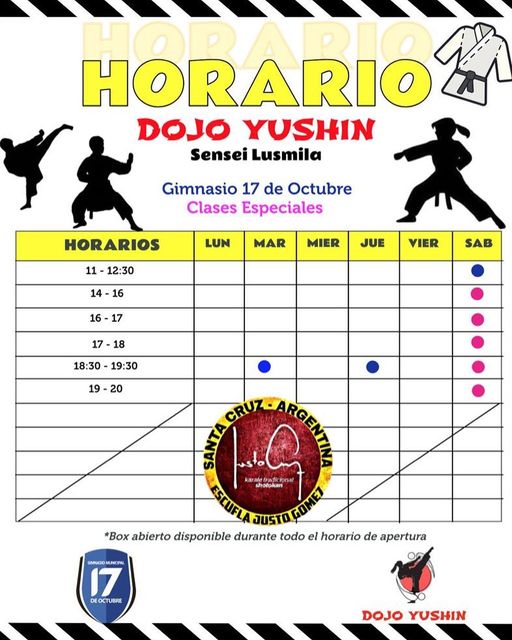 HORARIO
HORARIO
DOJO YUSHIN
Sensei Lusmila
Gimnasio 17 de Octubre
Clases Especiales
HORARIOS LUN MAR MIER JUE VIER SAB
11 - 12:30
14 - 16
16 - 17
17 - 18
18:30 - 19:30
19 - 20
SANTA CRUZ - ARGENTINA
Justo G
karate tradicional
shotokan
ESCUELA JUSTO GOMEZ
*Box abierto disponible durante todo el horario de apertura
GIMNASIO MUNICIPAL
17
DE OCTUBRE
DOJO YUSHIN